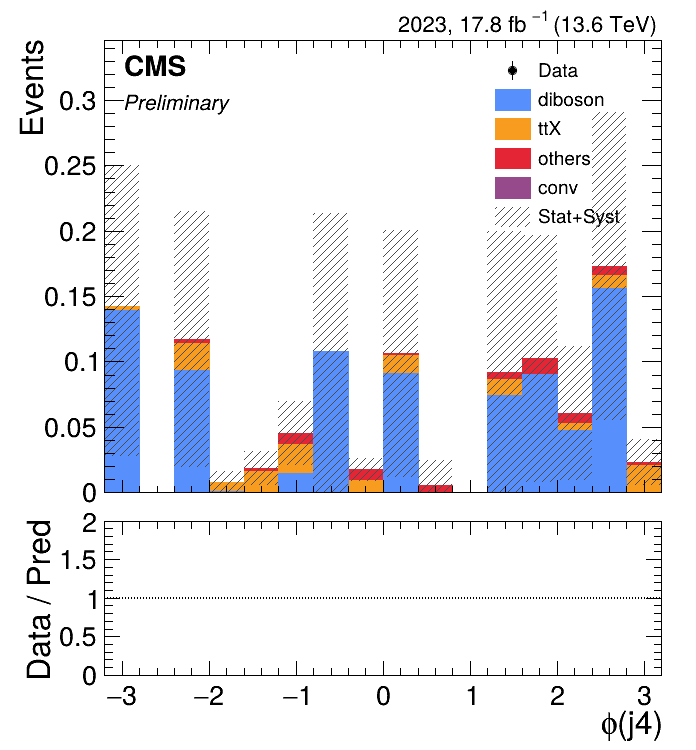 2023, 17.8 fb⁻¹ (13.6 TeV)
CMS
Preliminary
Data
diboson
ttX
others
conv
Stat+Syst
Events
0.3
0.25
0.2
0.15
0.1
0.05
0
Data / Pred
2
1.5
1
0.5
0
−3 −2 −1 0 1 2 3
ϕ(j4)